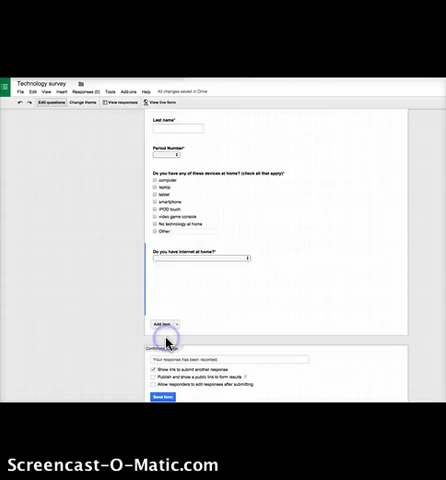 Technology survey
File Edit View Insert Responses (0) Tools Add-ons Help All changes saved in Drive
Edit questions Change theme View responses View live form
Last name*
Period Number*
Do you have any of these devices at home? (check all that apply)*
computer
laptop
tablet
smartphone
iPOD touch
video game console
No technology at home
Other:
Do you have internet at home?*
Add item
Your response has been recorded.
Show link to submit another response
Publish and show a public link to form results
Allow responders to edit responses after submitting.
Send form
Screencast-O-Matic.com